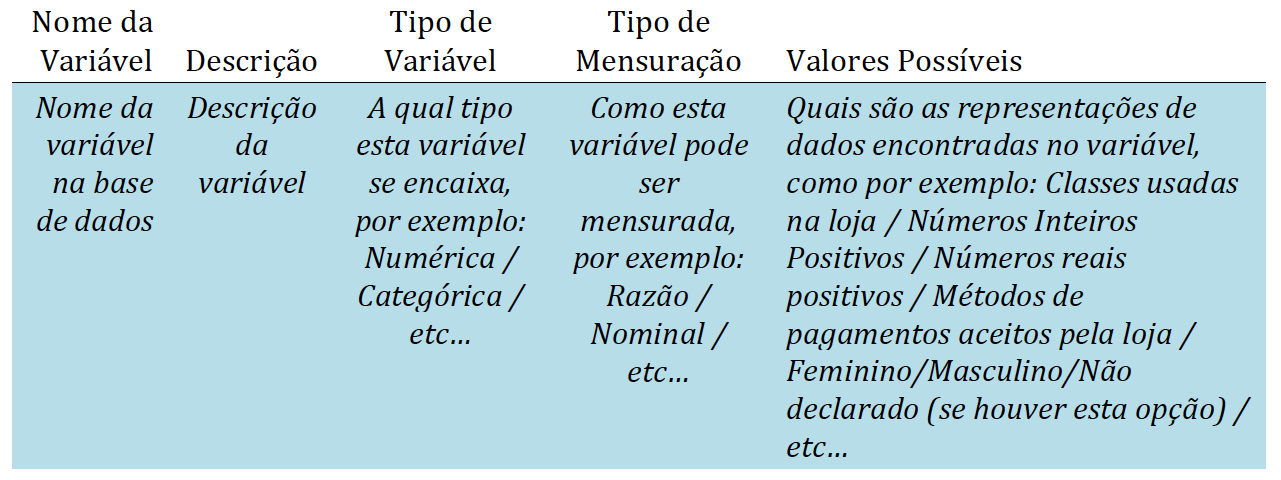 Nome da Variável
Descrição
Tipo de Variável
Tipo de Mensuração
Valores Possíveis
Nome da
variável
na base
de dados
Descrição
da
variável
A qual tipo
esta variável
se encaixa,
por exemplo:
Numérica /
Categórica /
etc...
Como esta
variável pode
ser
mensurada,
por exemplo:
Razão /
Nominal /
etc...
Quais são as representações de
dados encontradas no variável,
como por exemplo: Classes usadas
na loja / Números Inteiros
Positivos / Números reais
positivos / Métodos de
pagamentos aceitos pela loja /
Feminino/Masculino/Não
declarado (se houver esta opção) /
etc...